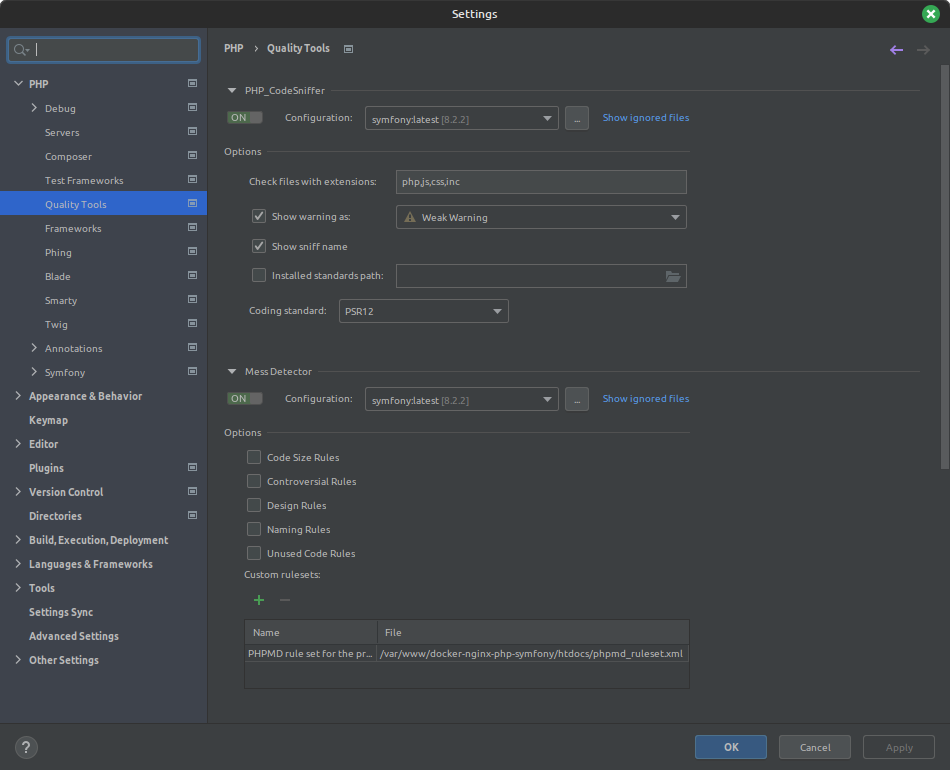 Settings
PHP › Quality Tools
PHP
Debug
Servers
Composer
Test Frameworks
Quality Tools
Frameworks
Phing
Blade
Smarty
Twig
Annotations
Symfony
Appearance & Behavior
Keymap
Editor
Plugins
Version Control
Directories
Build, Execution, Deployment
Languages & Frameworks
Tools
Settings Sync
Advanced Settings
Other Settings
PHP_CodeSniffer
ON Configuration: symfony:latest [8.2.2] ... Show ignored files
Options
Check files with extensions: php,js,css,inc
Show warning as: Weak Warning
Show sniff name
Installed standards path:
Coding standard: PSR12
Mess Detector
ON Configuration: symfony:latest [8.2.2] ... Show ignored files
Options
Code Size Rules
Controversial Rules
Design Rules
Naming Rules
Unused Code Rules
Custom rulesets:
Name File
PHPMD rule set for the pr... /var/www/docker-nginx-php-symfony/htdocs/phpmd_ruleset.xml
? OK Cancel Apply